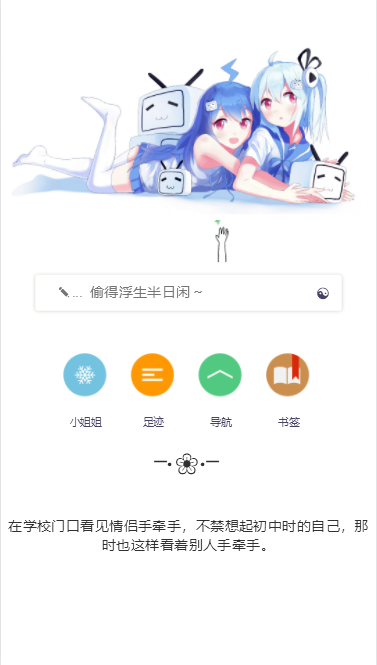 ... 偷得浮生半日闲～
小姐姐 足迹 导航 书签
在学校门口看见情侣手牵手，不禁想起初中时的自己，那
时也这样看着别人手牵手。